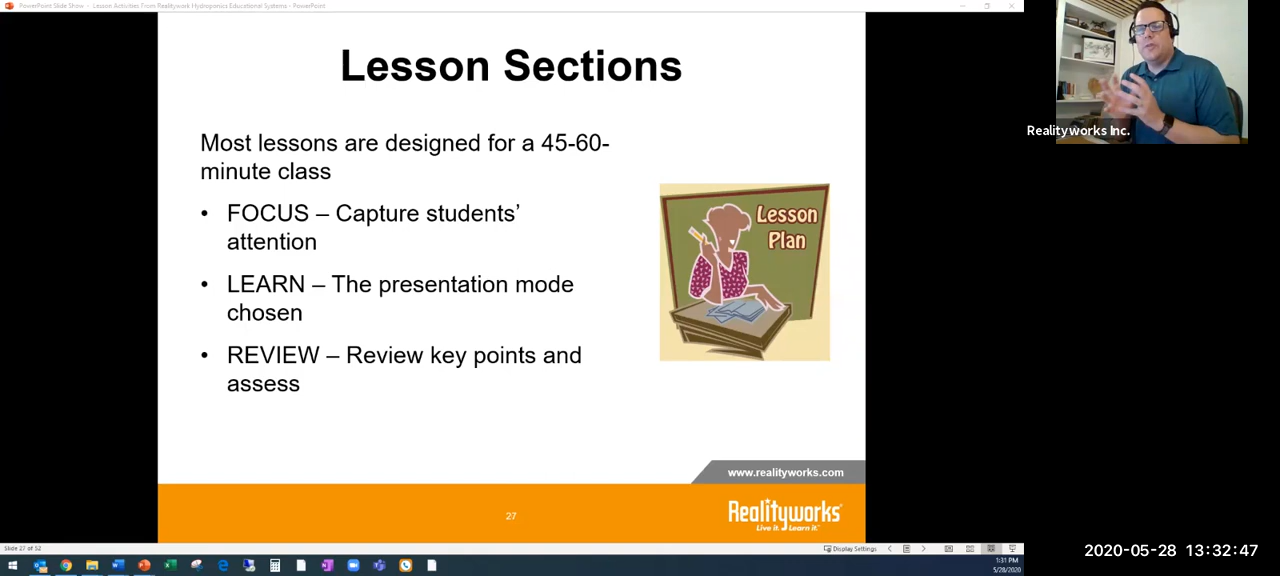 PowerPoint Slide Show - Lesson Activities From Realitywork Hydroponics Educational Systems - PowerPoint
Lesson Sections
Most lessons are designed for a 45-60-
minute class
• FOCUS – Capture students’
attention
• LEARN – The presentation mode
chosen
• REVIEW – Review key points and
assess
Lesson
Plan
www.realityworks.com
27
Realityworks
Live it. Learn it.
Realityworks Inc.
Slide 27 of 52
Display Settings
1:31 PM
5/28/2020
2020-05-28 13:32:47